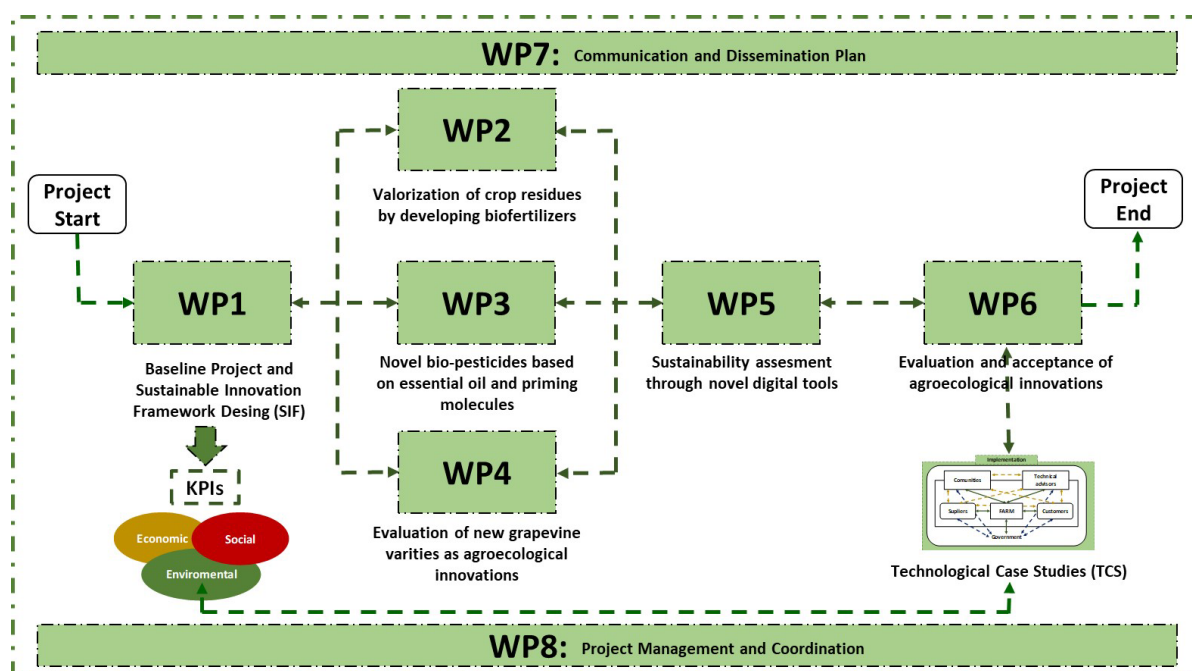 WP7: Communication and Dissemination Plan
WP2
Valorization of crop residues
by developing biofertilizers
Project
Start
Project
End
WP1
WP3
WP5
WP6
Baseline Project and
Sustainable Innovation
Framework Desing (SIF)
Novel bio-pesticides based
on essential oil and priming
molecules
Sustainability assesment
through novel digital tools
Evaluation and acceptance of
agroecological innovations
KPIs
Economic
Social
Enviromental
WP4
Evaluation of new grapevine
varities as agroecological
innovations
Implementation
Comunities
Technical
advisors
Supliers
FARM
Customers
Government
Technological Case Studies (TCS)
WP8: Project Management and Coordination